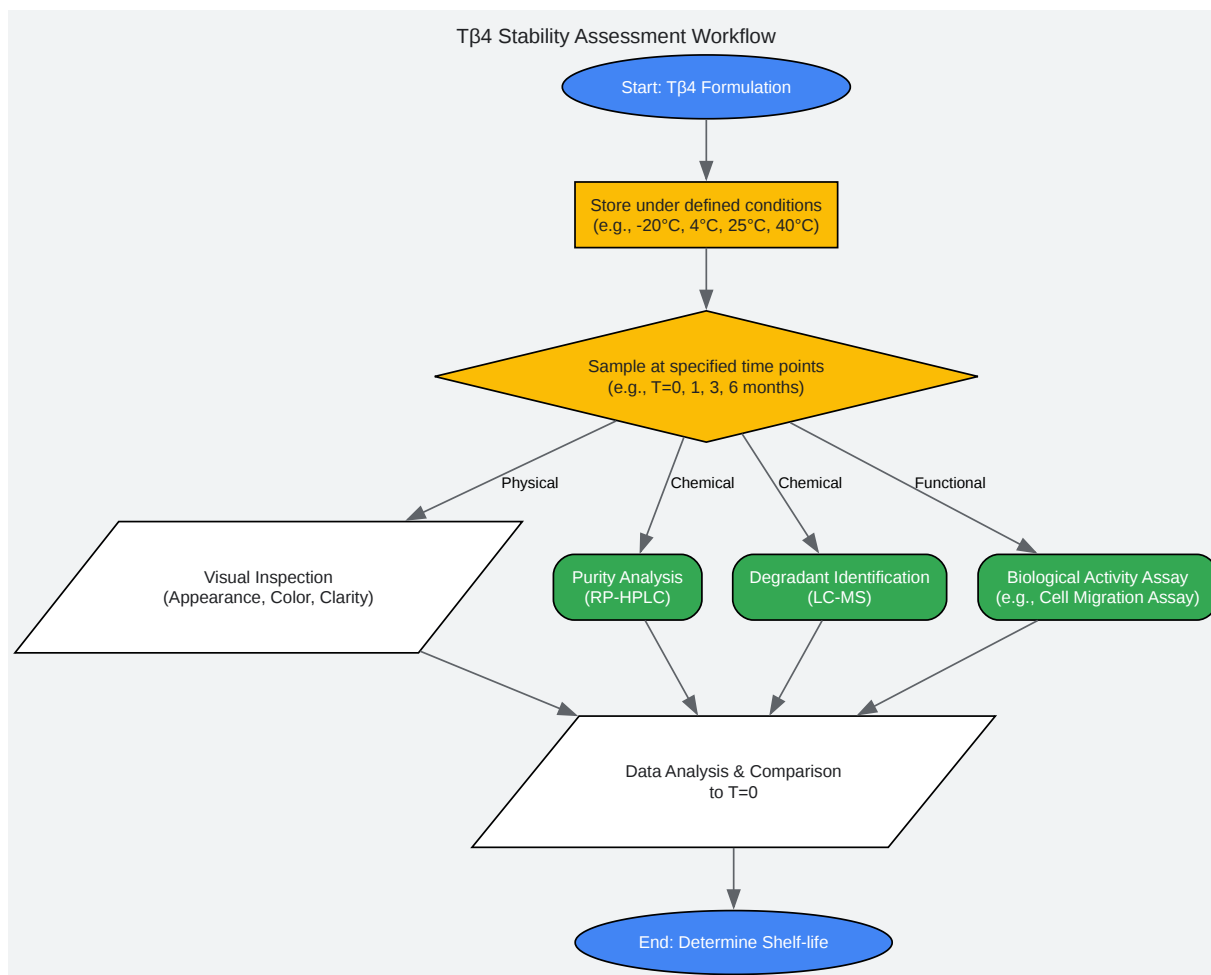 Tβ4 Stability Assessment Workflow
Start: Tβ4 Formulation
Store under defined conditions
(e.g., -20°C, 4°C, 25°C, 40°C)
Sample at specified time points
(e.g., T=0, 1, 3, 6 months)
Physical
Chemical
Chemical
Functional
Visual Inspection
(Appearance, Color, Clarity)
Purity Analysis
(RP-HPLC)
Degradant Identification
(LC-MS)
Biological Activity Assay
(e.g., Cell Migration Assay)
Data Analysis & Comparison
to T=0
End: Determine Shelf-life